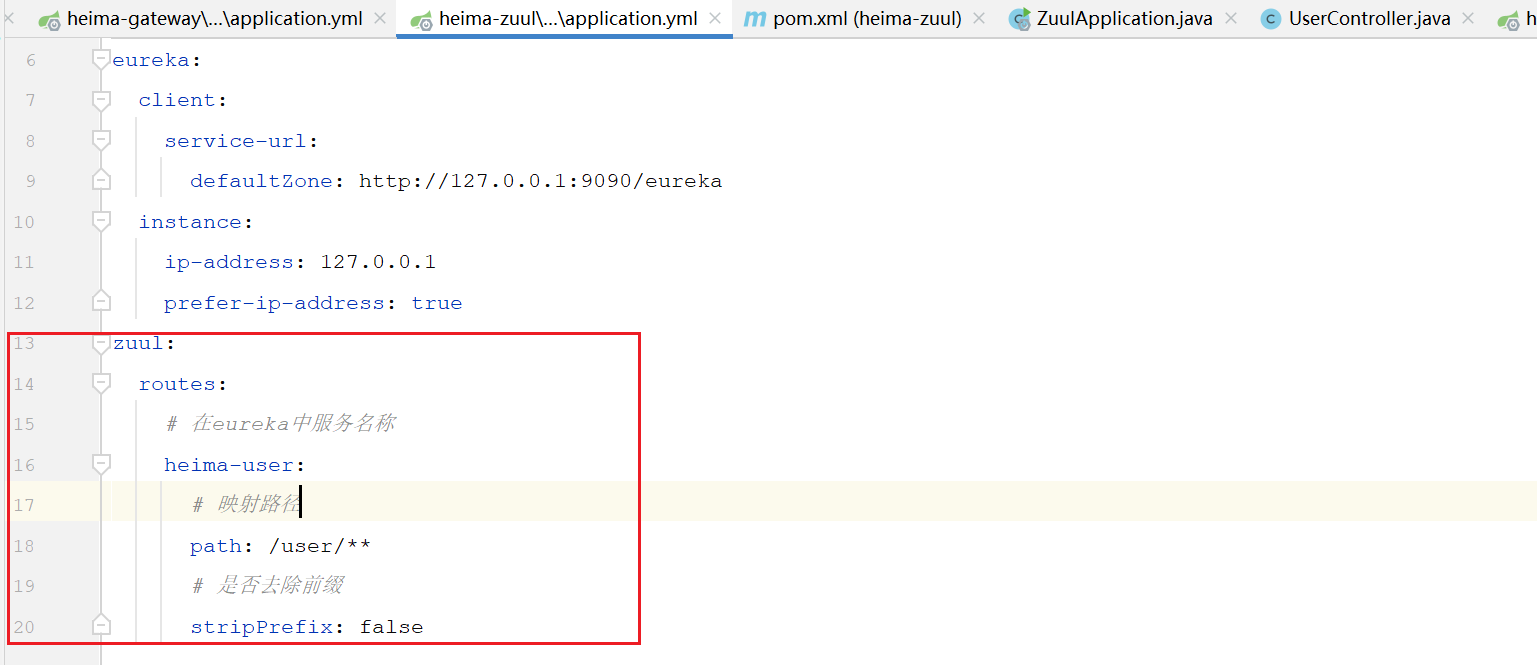 heima-gateway\...\application.yml
heima-zuul\...\application.yml
pom.xml (heima-zuul)
ZuulApplication.java
UserController.java
h
6 eureka:
7 client:
8 service-url:
9 defaultZone: http://127.0.0.1:9090/eureka
10 instance:
11 ip-address: 127.0.0.1
12 prefer-ip-address: true
13 zuul:
14 routes:
15 # 在eureka中服务名称
16 heima-user:
17 # 映射路径
18 path: /user/**
19 # 是否去除前缀
20 stripPrefix: false